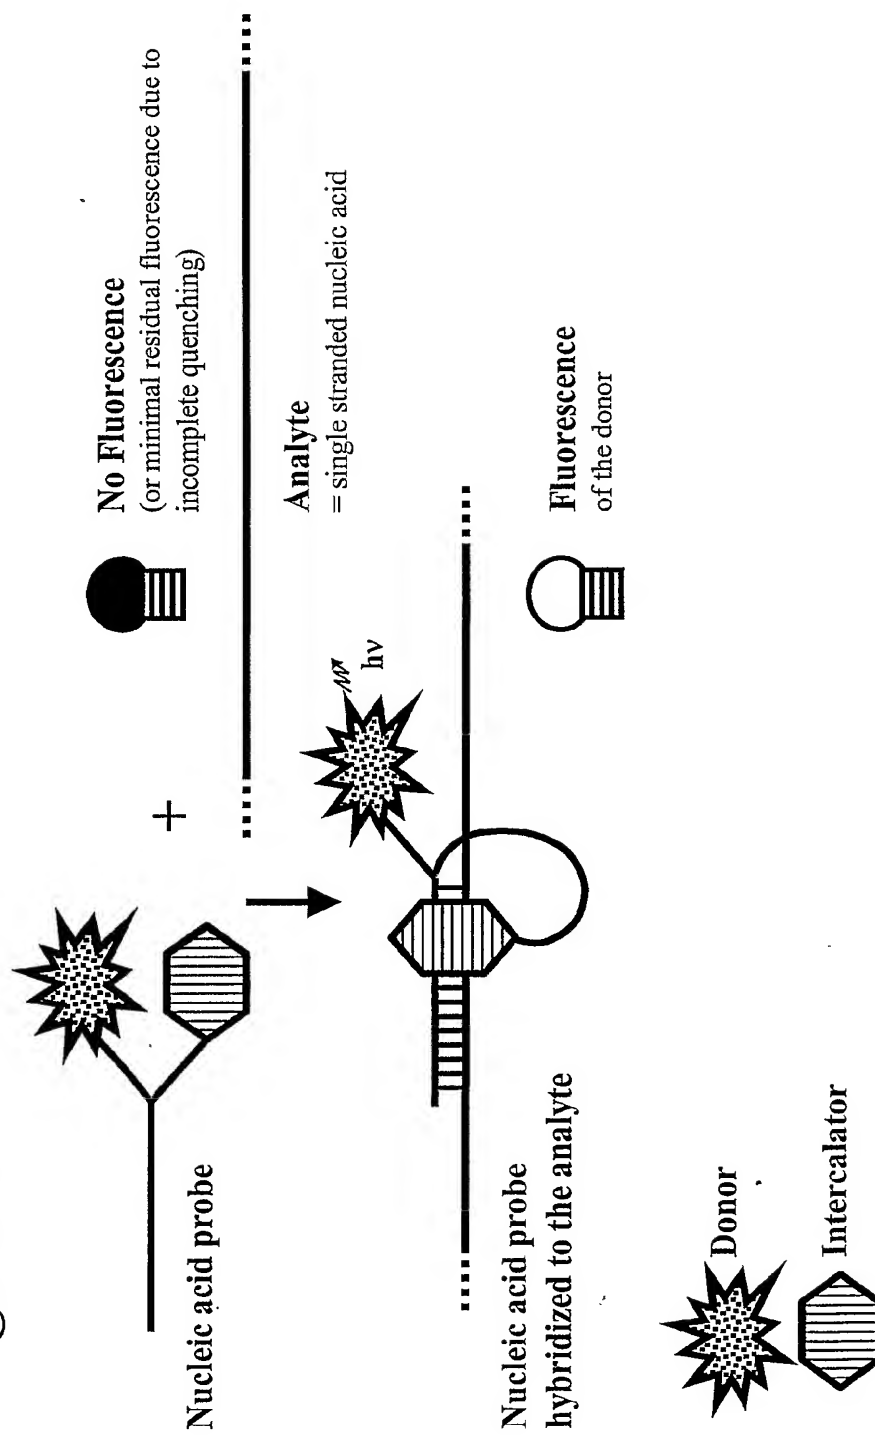 Nucleic acid probe
+
No Fluorescence
(or minimal residual fluorescence due to
incomplete quenching)
Analyte
= single stranded nucleic acid
hν
Nucleic acid probe
hybridized to the analyte
Fluorescence
of the donor
Donor
Intercalator